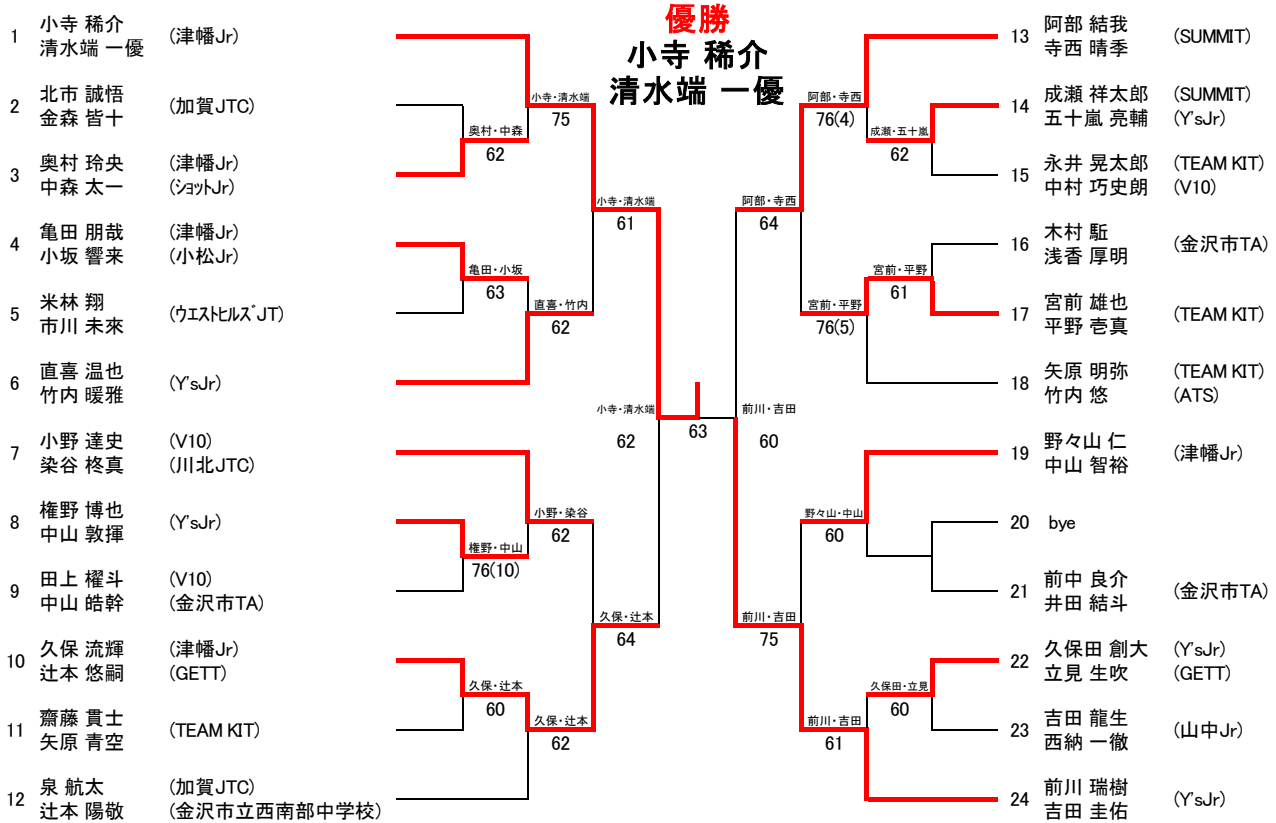 優勝
小寺 稀介
清水端 一優
1 小寺 稀介 (津幡Jr)
清水端 一優
2 北市 誠悟 (加賀JTC)
金森 皆十
3 奥村 玲央 (津幡Jr)
中森 太一 (ショットJr)
4 亀田 朋哉 (津幡Jr)
小坂 響来 (小松Jr)
5 米林 翔 (ウエストヒルズJT)
市川 未來
6 直喜 温也 (Y'sJr)
竹内 暖雅
7 小野 達史 (V10)
染谷 柊真 (川北JTC)
8 権野 博也 (Y'sJr)
中山 敦揮
9 田上 櫂斗 (V10)
中山 皓幹 (金沢市TA)
10 久保 流輝 (津幡Jr)
辻本 悠嗣 (GETT)
11 齋藤 貫士 (TEAM KIT)
矢原 青空
12 泉 航太 (加賀JTC)
辻本 陽敬 (金沢市立西南部中学校)
小寺・清水端
75
奥村・中森
62
小寺・清水端
61
亀田・小坂
63
直喜・竹内
62
小寺・清水端
62
小野・染谷
62
権野・中山
76(10)
久保・辻本
64
久保・辻本
60
久保・辻本
62
63
阿部・寺西
76(4)
成瀬・五十嵐
62
阿部・寺西
64
宮前・平野
61
宮前・平野
76(5)
前川・吉田
60
野々山・中山
60
前川・吉田
75
久保田・立見
60
前川・吉田
61
13 阿部 結我 (SUMMIT)
寺西 晴季
14 成瀬 祥太郎 (SUMMIT)
五十嵐 亮輔 (Y'sJr)
15 永井 晃太郎 (TEAM KIT)
中村 巧史朗 (V10)
16 木村 駈 (金沢市TA)
浅香 厚明
17 宮前 雄也 (TEAM KIT)
平野 壱真
18 矢原 明弥 (TEAM KIT)
竹内 悠 (ATS)
19 野々山 仁 (津幡Jr)
中山 智裕
20 bye
21 前中 良介 (金沢市TA)
井田 結斗
22 久保田 創大 (Y'sJr)
立見 生吹 (GETT)
23 吉田 龍生 (山中Jr)
西納 一徹
24 前川 瑞樹 (Y'sJr)
吉田 圭佑